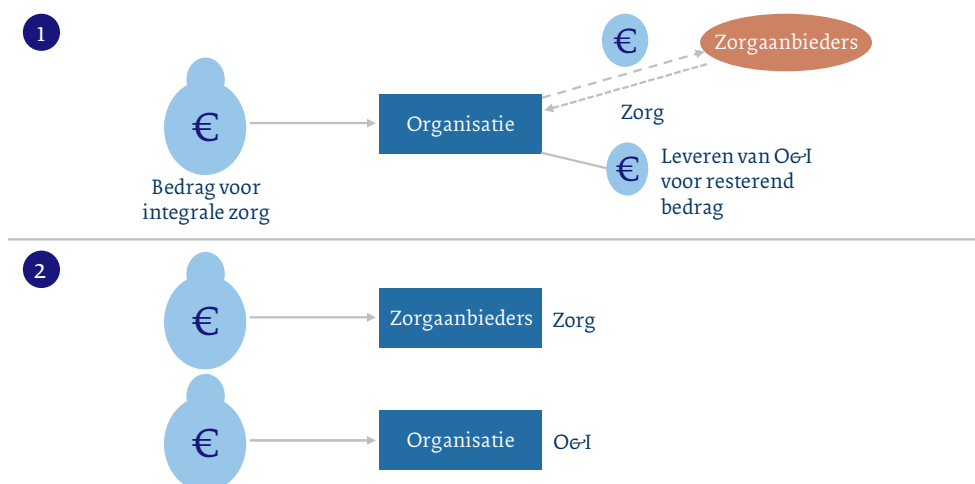 1
€
Zorgaanbieders
€
Organisatie
Zorg
€
Leveren van O&I
voor resterend
bedrag
Bedrag voor
integrale zorg
2
€
Zorgaanbieders
Zorg
€
Organisatie
O&I